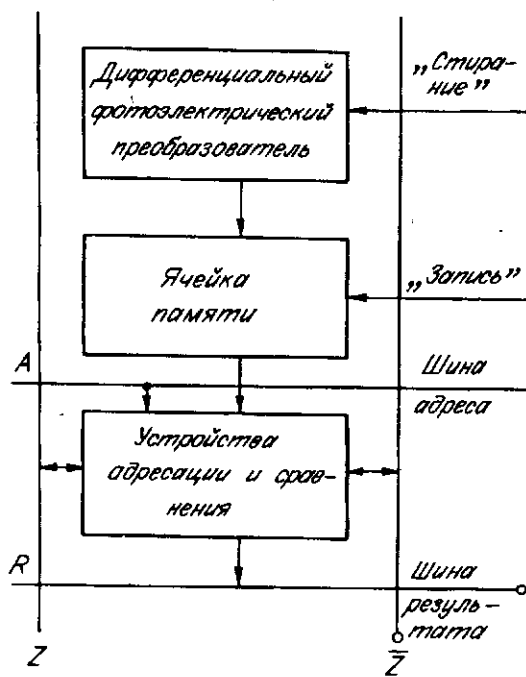 Дифференциальный
фотоэлектрический
преобразователь
„Стира-
ние”
Ячейка
памяти
„Запись”
A
Шина
адреса
Устройства
адресации и срав-
нения
R
Шина
резуль-
тата
Z
Z̅